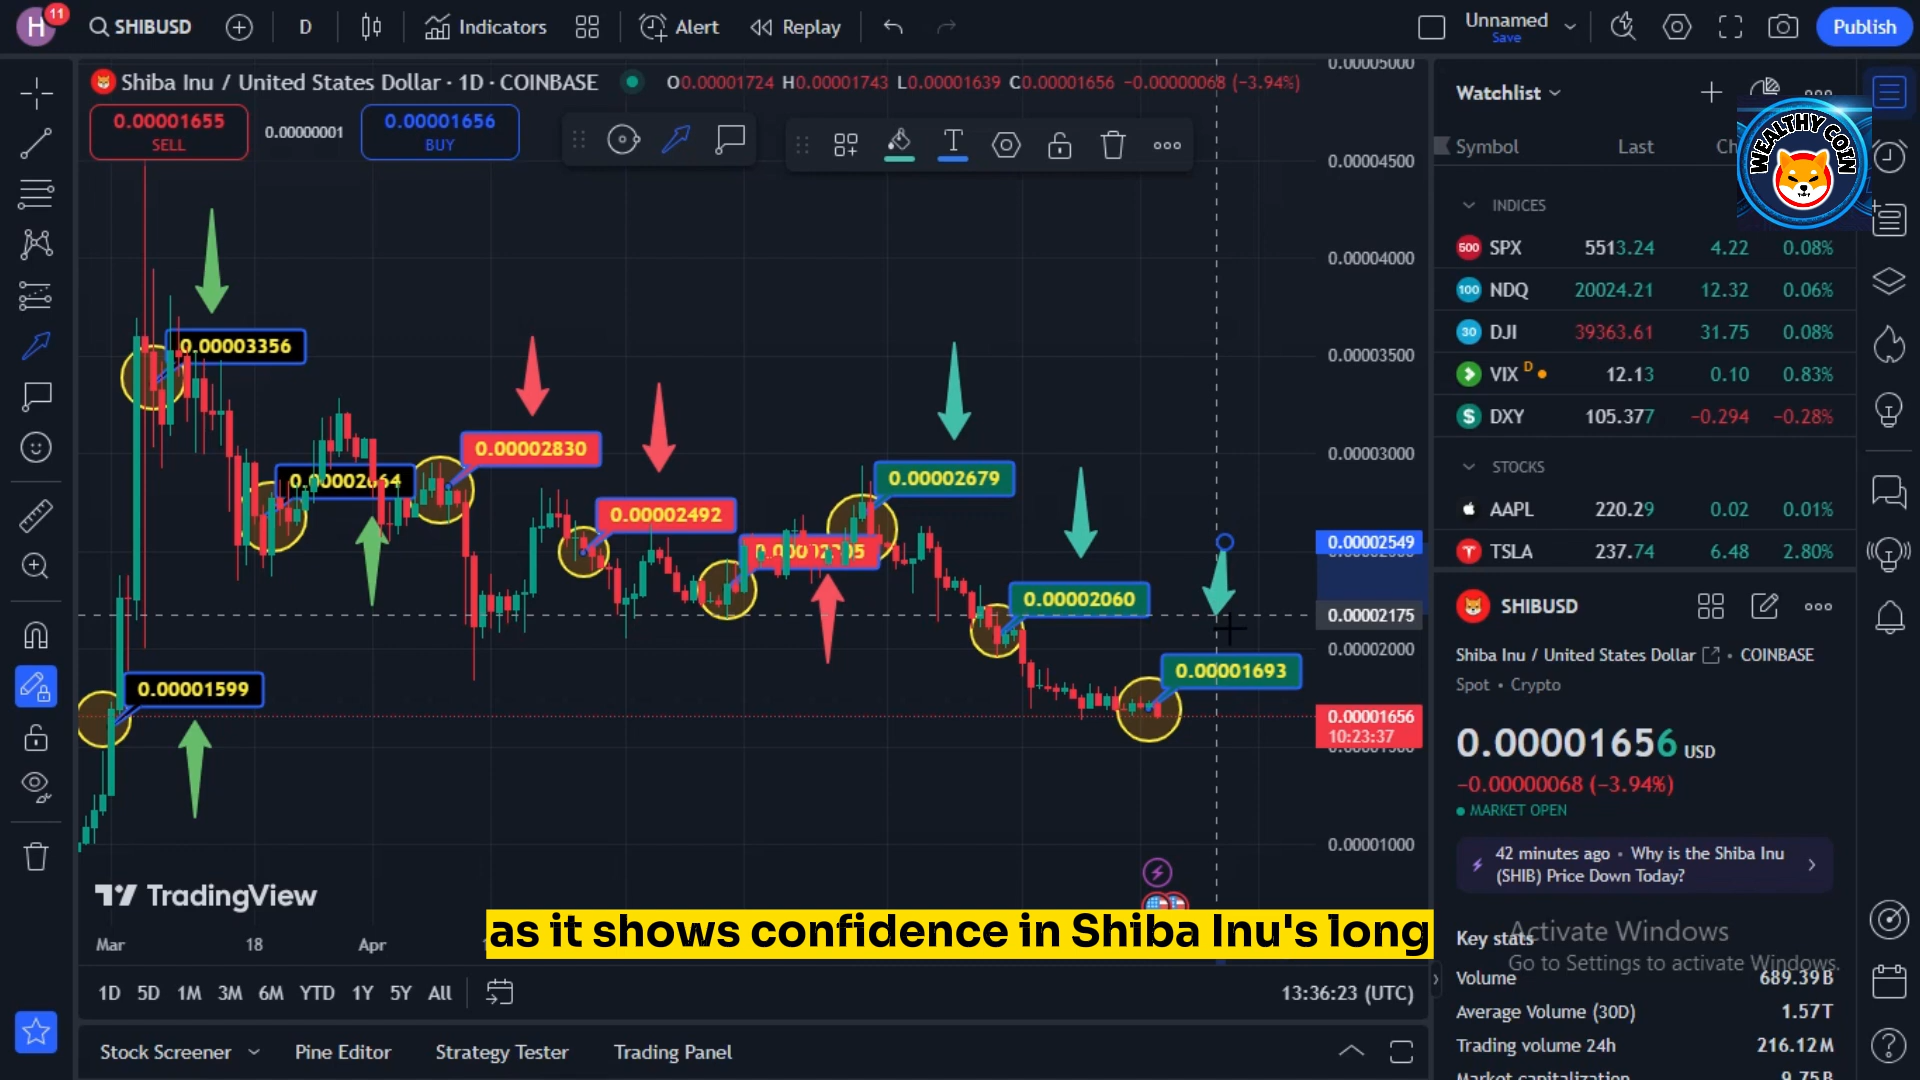 H
11
SHIBUSD
D
Indicators
Alert
Replay
Unnamed
Save
Publish
Shiba Inu / United States Dollar · 1D · COINBASE
O0.00001724 H0.00001743 L0.00001639 C0.00001656 −0.00000068 (−3.94%)
0.00001655
SELL
0.00000001
0.00001656
BUY
T
0.00005000
0.00004500
0.00004000
0.00003500
0.00003000
0.00002549
0.00002175
0.00002000
0.00001656
10:23:37
0.00001000
0.00003356
0.00002830
0.00002679
0.00002492
0.00002060
0.00001693
0.00001599
TradingView
as it shows confidence in Shiba Inu's long
Mar
18
Apr
1D 5D 1M 3M 6M YTD 1Y 5Y All
13:36:23 (UTC)
Stock Screener
Pine Editor
Strategy Tester
Trading Panel
Watchlist
WEALTHY COIN
Symbol
Last
INDICES
500 SPX 5513.24 4.22 0.08%
100 NDQ 20024.21 12.32 0.06%
30 DJI 39363.61 31.75 0.08%
VIX D 12.13 0.10 0.83%
$ DXY 105.377 −0.294 −0.28%
STOCKS
AAPL 220.29 0.02 0.01%
TSLA 237.74 6.48 2.80%
SHIBUSD
Shiba Inu / United States Dollar • COINBASE
Spot • Crypto
0.00001656 USD
−0.00000068 (−3.94%)
MARKET OPEN
42 minutes ago • Why is the Shiba Inu
(SHIB) Price Down Today?
Key stats
Activate Windows
Go to Settings to activate Windows.
Volume 689.39B
Average Volume (30D) 1.57T
Trading volume 24h 216.12M
Market capitalization 9.75B